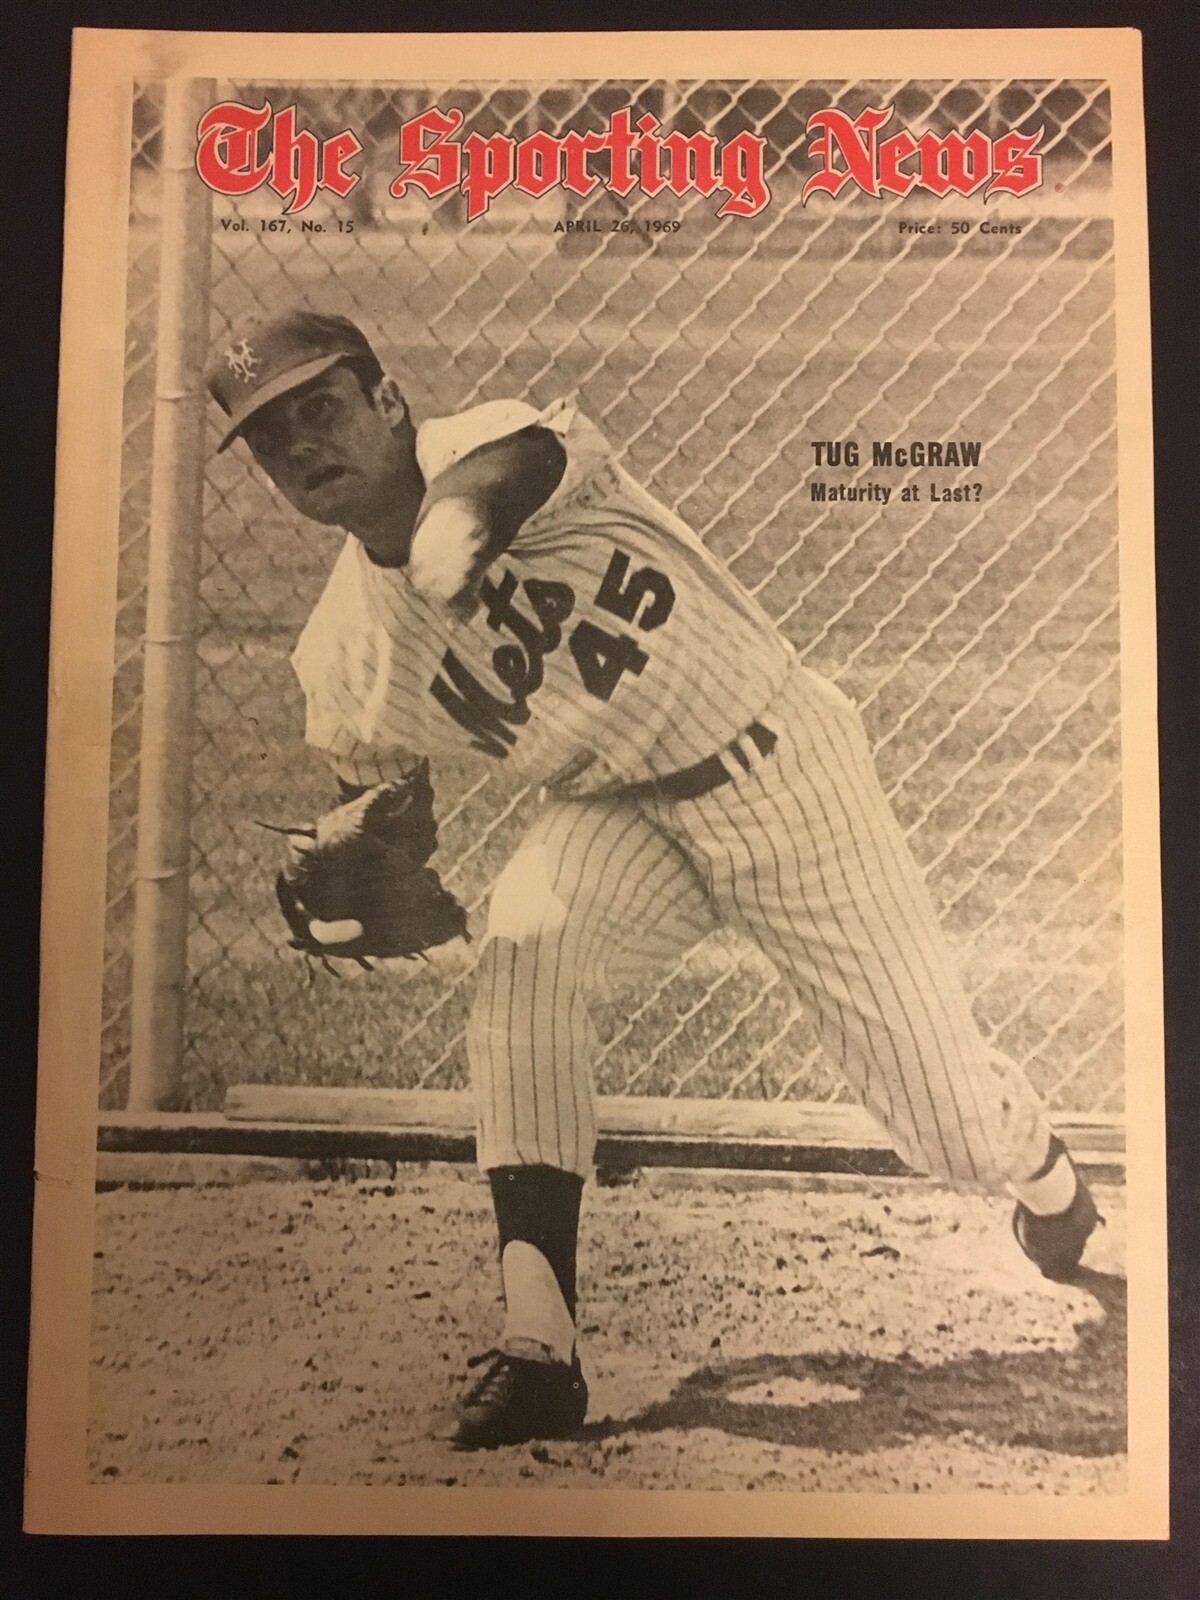 The Sporting News
Vol. 167, No. 15
APRIL 26, 1969
Price: 50 Cents
NY
TUG McGRAW
Maturity at Last?
Mets
45